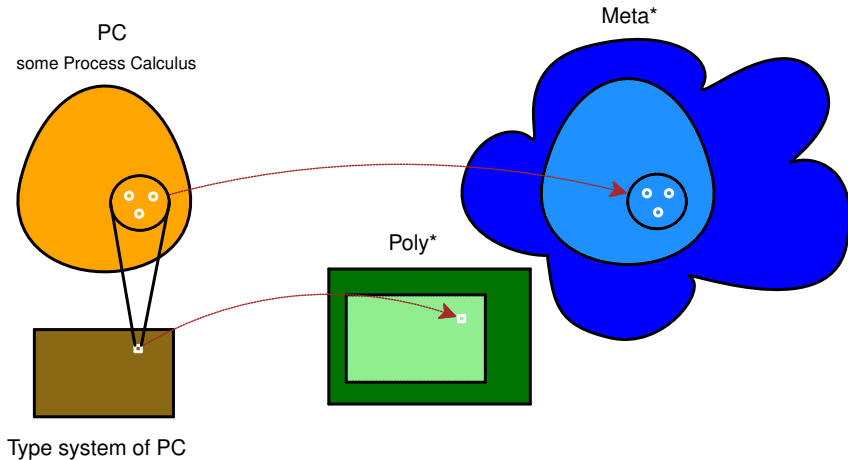 PC
some Process Calculus
Meta*
Poly*
Type system of PC